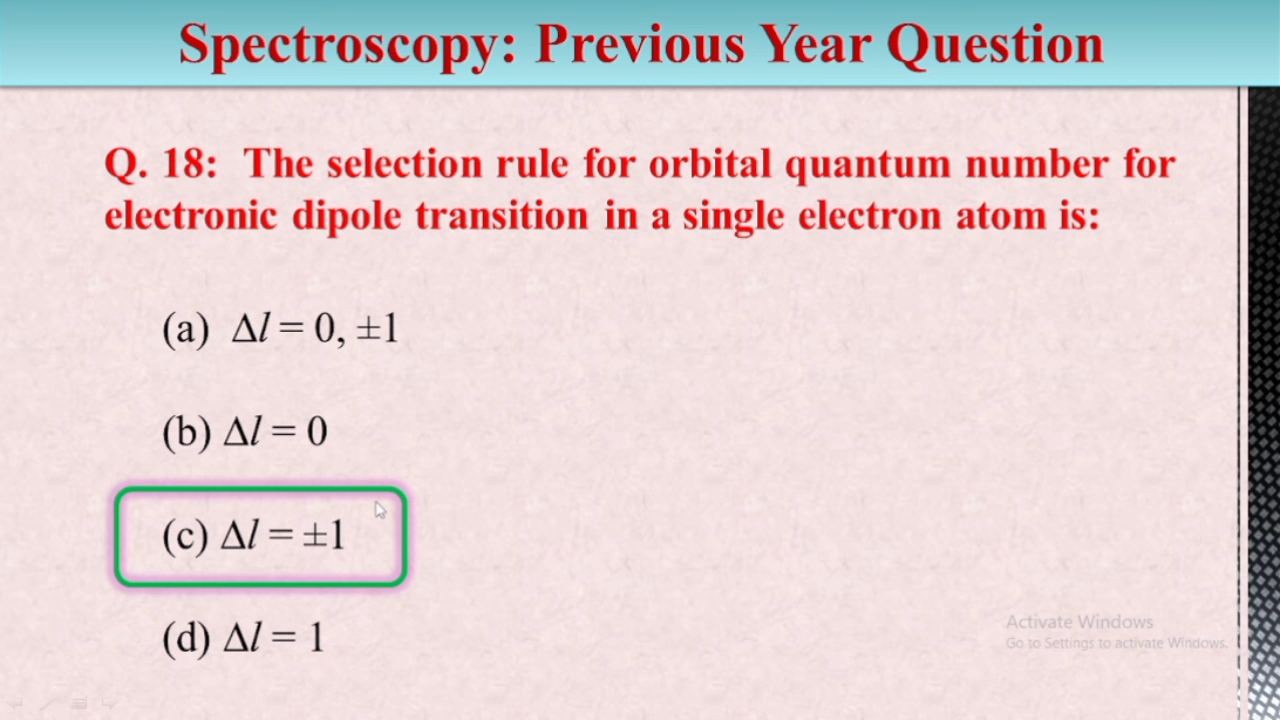 Spectroscopy: Previous Year Question
Q. 18: The selection rule for orbital quantum number for
electronic dipole transition in a single electron atom is:
(a) Δl = 0, ±1
(b) Δl = 0
(c) Δl = ±1
(d) Δl = 1
Activate Windows
Go to Settings to activate Windows.